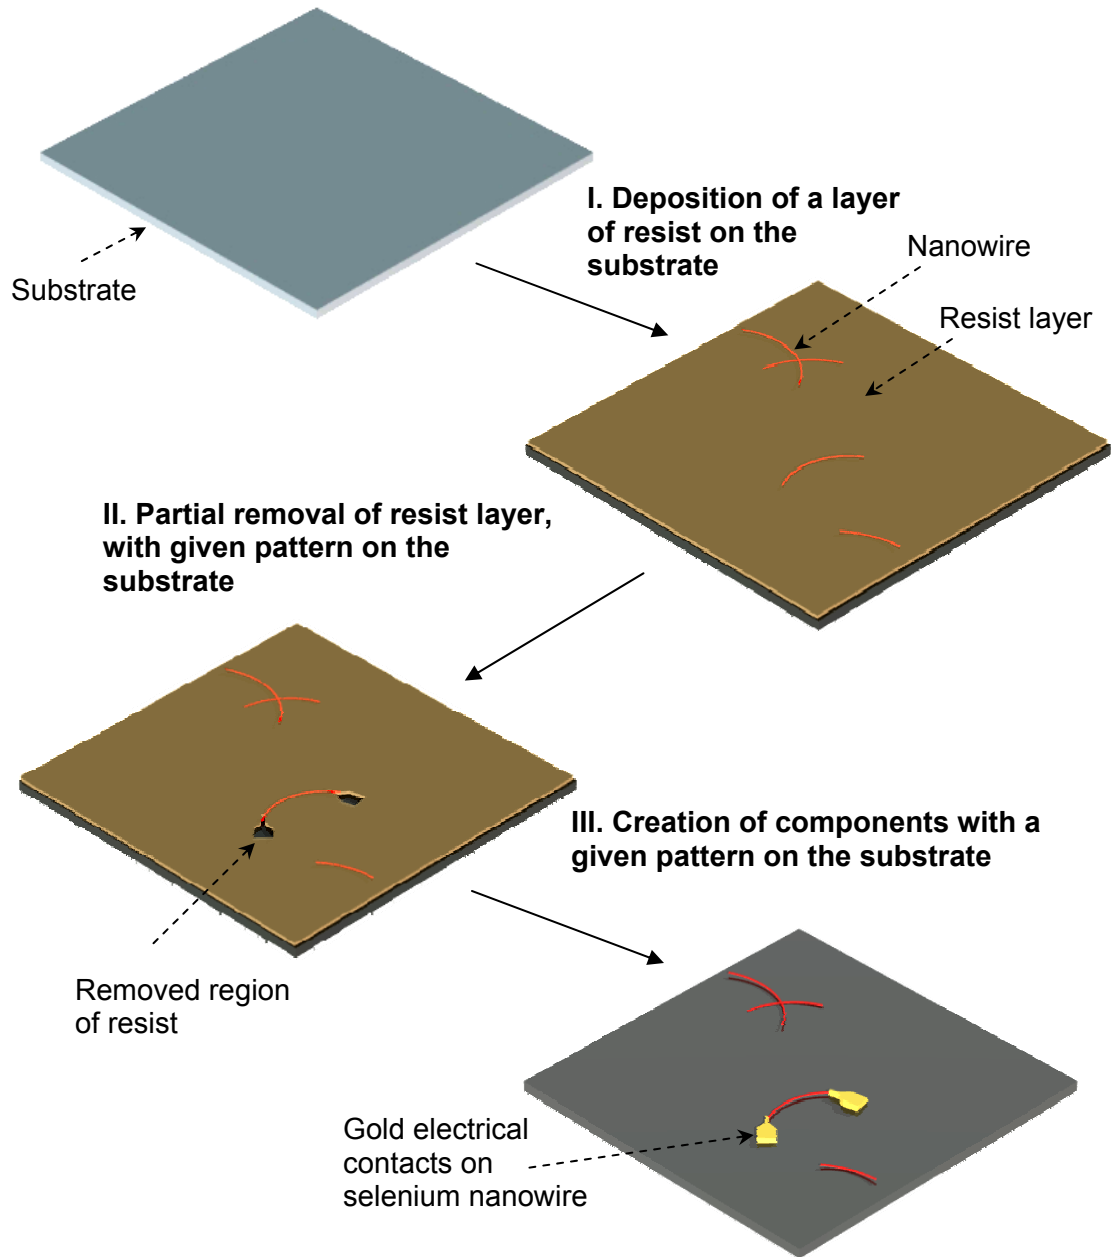 I. Deposition of a layer
of resist on the
substrate
Substrate
Nanowire
Resist layer
II. Partial removal of resist layer,
with given pattern on the
substrate
III. Creation of components with a
given pattern on the substrate
Removed region
of resist
Gold electrical
contacts on
selenium nanowire